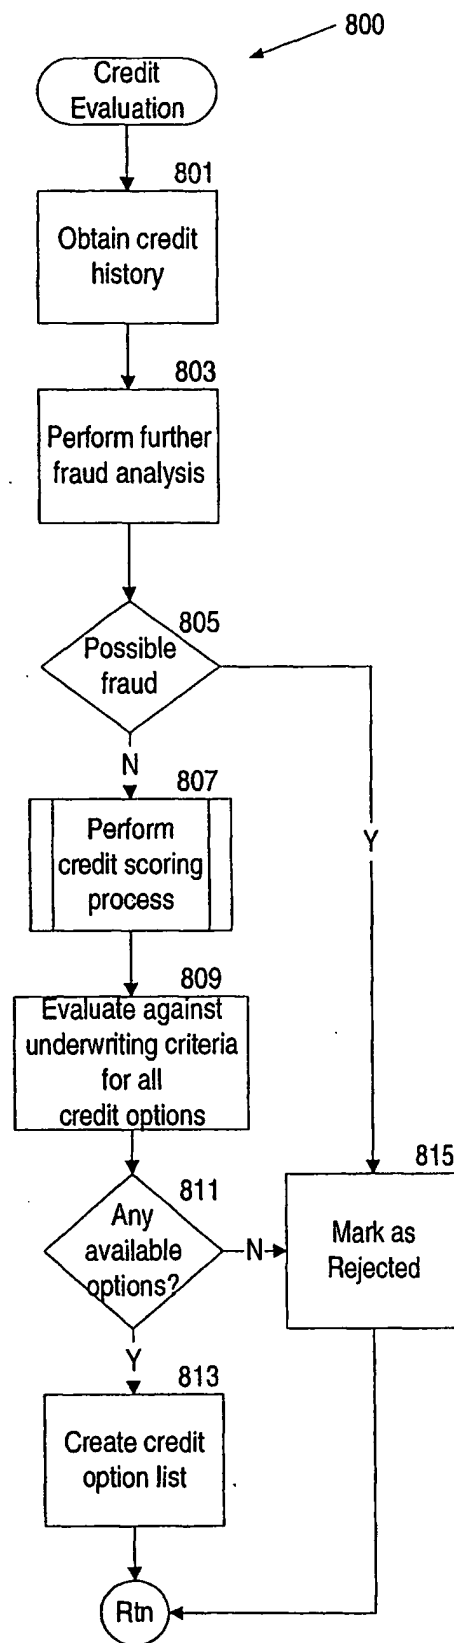 800
Credit
Evaluation
801
Obtain credit
history
803
Perform further
fraud analysis
805
Possible
fraud
N
Y
807
Perform
credit scoring
process
809
Evaluate against
underwriting criteria
for all
credit options
811
Any
available
options?
N
Y
815
Mark as
Rejected
813
Create credit
option list
Rtn